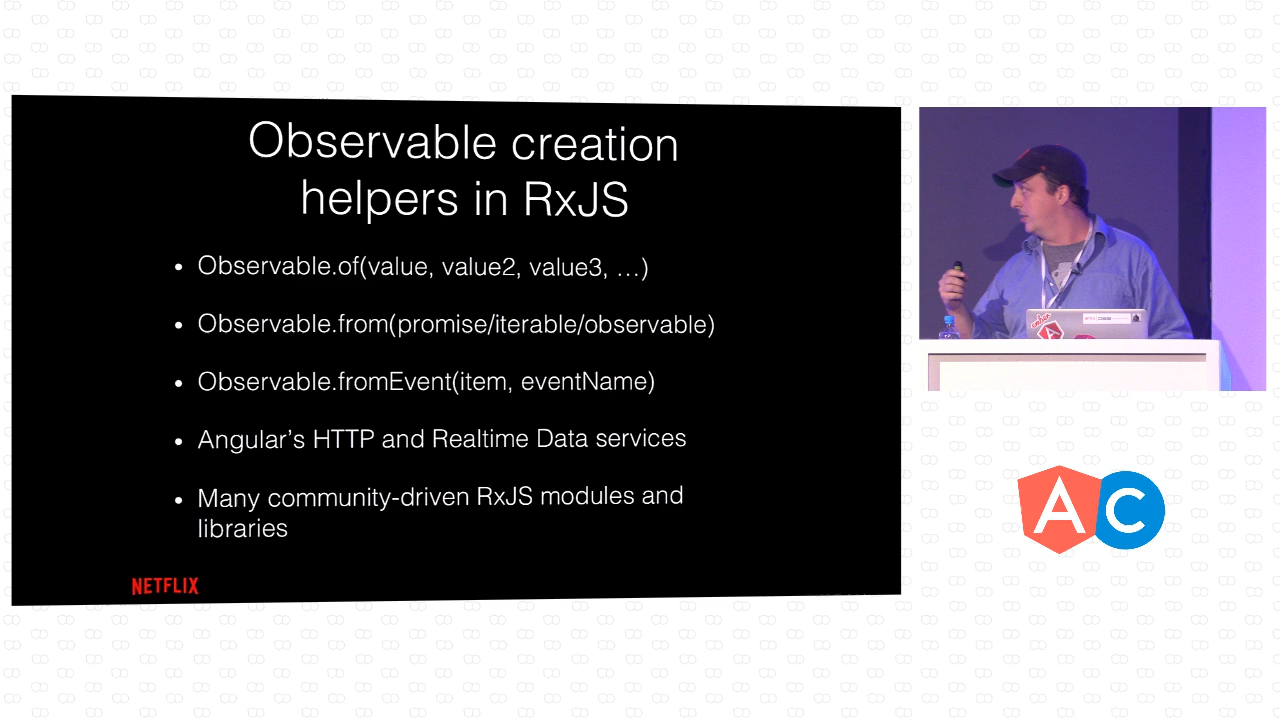 Observable creation
helpers in RxJS
• Observable.of(value, value2, value3, …)
• Observable.from(promise/iterable/observable)
• Observable.fromEvent(item, eventName)
• Angular’s HTTP and Realtime Data services
• Many community-driven RxJS modules and
libraries
NETFLIX
ember
A
A C